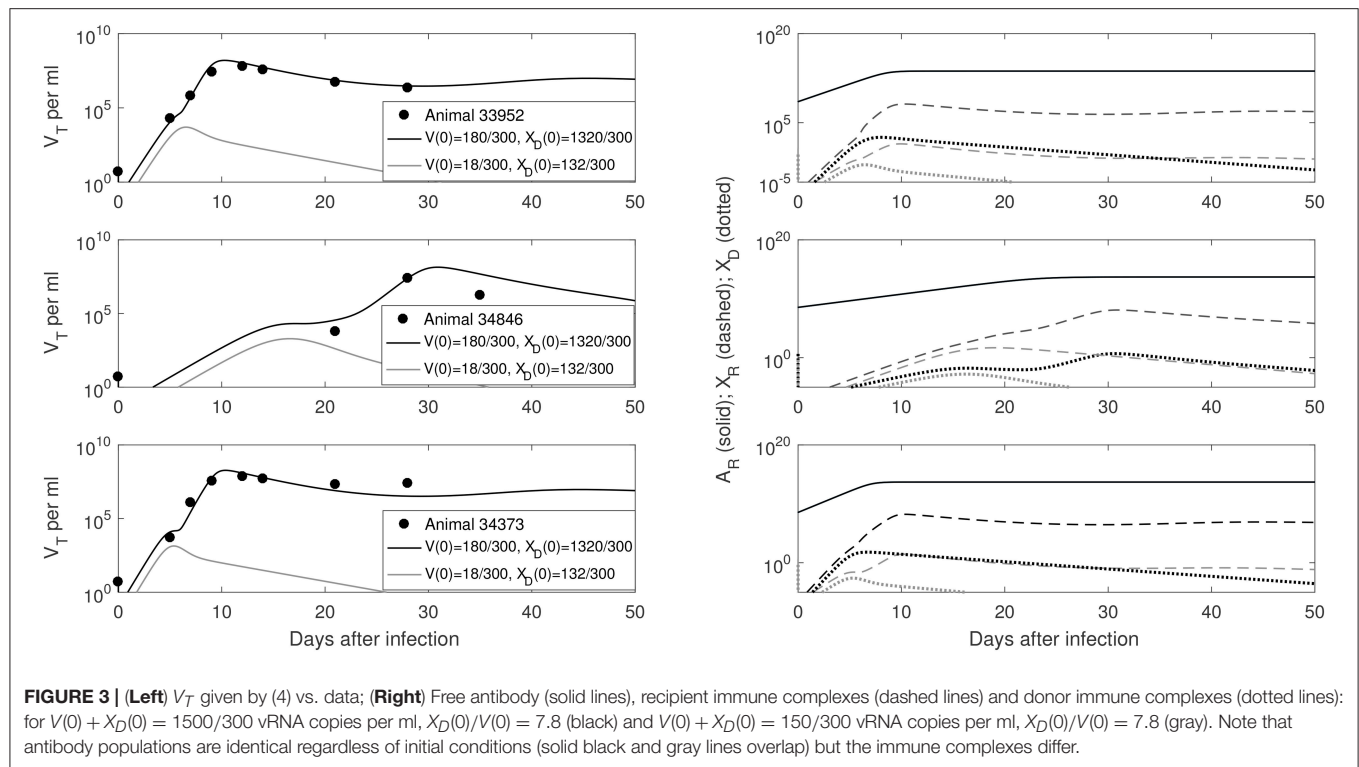 V_T per ml
10^10
10^5
10^0
0 10 20 30 40 50
Animal 33952
V(0)=180/300, X_D(0)=1320/300
V(0)=18/300, X_D(0)=132/300
V_T per ml
10^10
10^5
10^0
0 10 20 30 40 50
Animal 34846
V(0)=180/300, X_D(0)=1320/300
V(0)=18/300, X_D(0)=132/300
V_T per ml
10^10
10^5
10^0
0 10 20 30 40 50
Animal 34373
V(0)=180/300, X_D(0)=1320/300
V(0)=18/300, X_D(0)=132/300
Days after infection
A_R (solid); X_R (dashed); X_D (dotted)
10^20
10^5
10^-5
0 10 20 30 40 50
10^20
10^0
0 10 20 30 40 50
10^20
10^0
0 10 20 30 40 50
Days after infection
FIGURE 3 | (Left) V_T given by (4) vs. data; (Right) Free antibody (solid lines), recipient immune complexes (dashed lines) and donor immune complexes (dotted lines):
for V(0) + X_D(0) = 1500/300 vRNA copies per ml, X_D(0)/V(0) = 7.8 (black) and V(0) + X_D(0) = 150/300 vRNA copies per ml, X_D(0)/V(0) = 7.8 (gray). Note that
antibody populations are identical regardless of initial conditions (solid black and gray lines overlap) but the immune complexes differ.